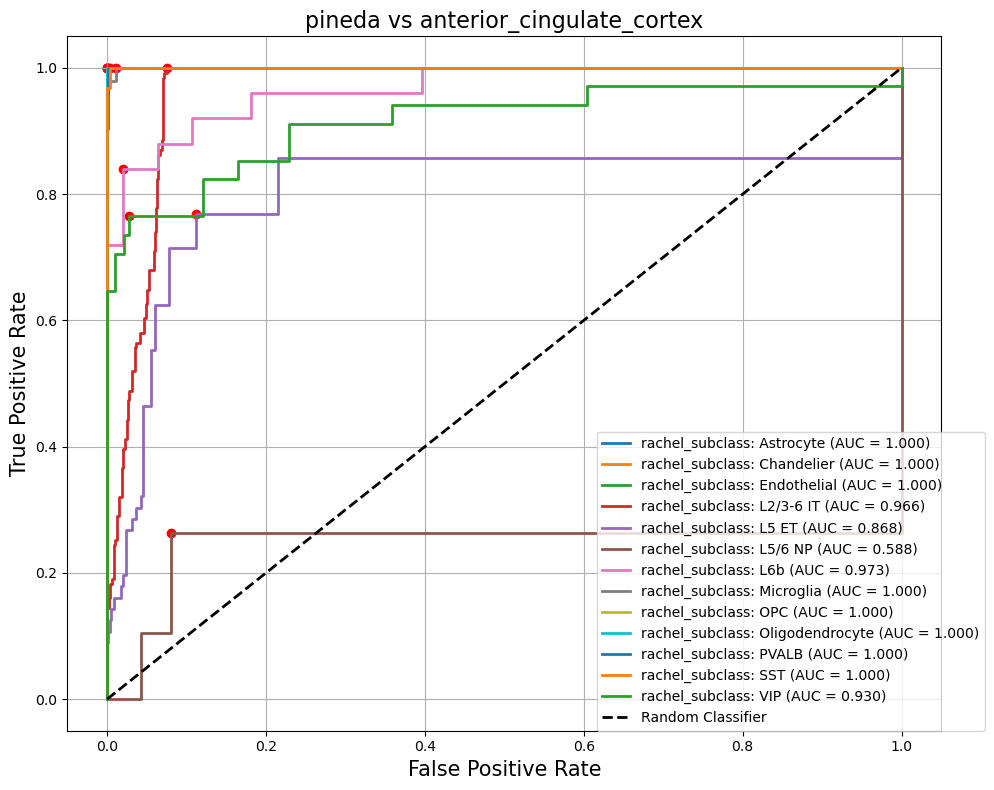 pineda vs anterior_cingulate_cortex
True Positive Rate
1.0
0.8
0.6
0.4
0.2
0.0
rachel_subclass: Astrocyte (AUC = 1.000)
rachel_subclass: Chandelier (AUC = 1.000)
rachel_subclass: Endothelial (AUC = 1.000)
rachel_subclass: L2/3-6 IT (AUC = 0.966)
rachel_subclass: L5 ET (AUC = 0.868)
rachel_subclass: L5/6 NP (AUC = 0.588)
rachel_subclass: L6b (AUC = 0.973)
rachel_subclass: Microglia (AUC = 1.000)
rachel_subclass: OPC (AUC = 1.000)
rachel_subclass: Oligodendrocyte (AUC = 1.000)
rachel_subclass: PVALB (AUC = 1.000)
rachel_subclass: SST (AUC = 1.000)
rachel_subclass: VIP (AUC = 0.930)
Random Classifier
0.0 0.2 0.4 0.6 0.8 1.0
False Positive Rate